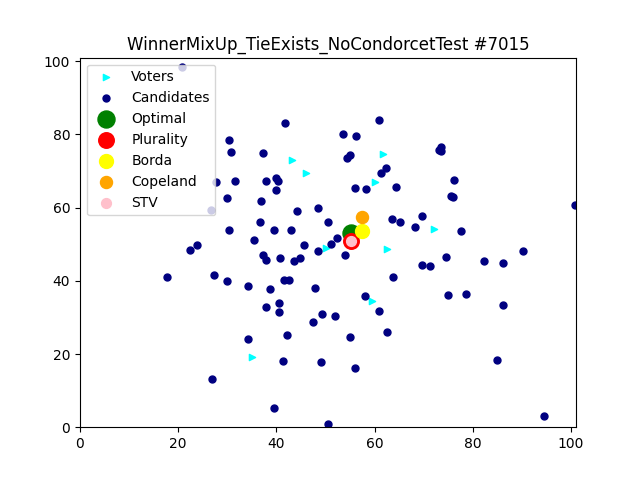 WinnerMixUp_TieExists_NoCondorcetTest #7015
100
80
60
40
20
0
0 20 40 60 80 100
Voters
Candidates
Optimal
Plurality
Borda
Copeland
STV